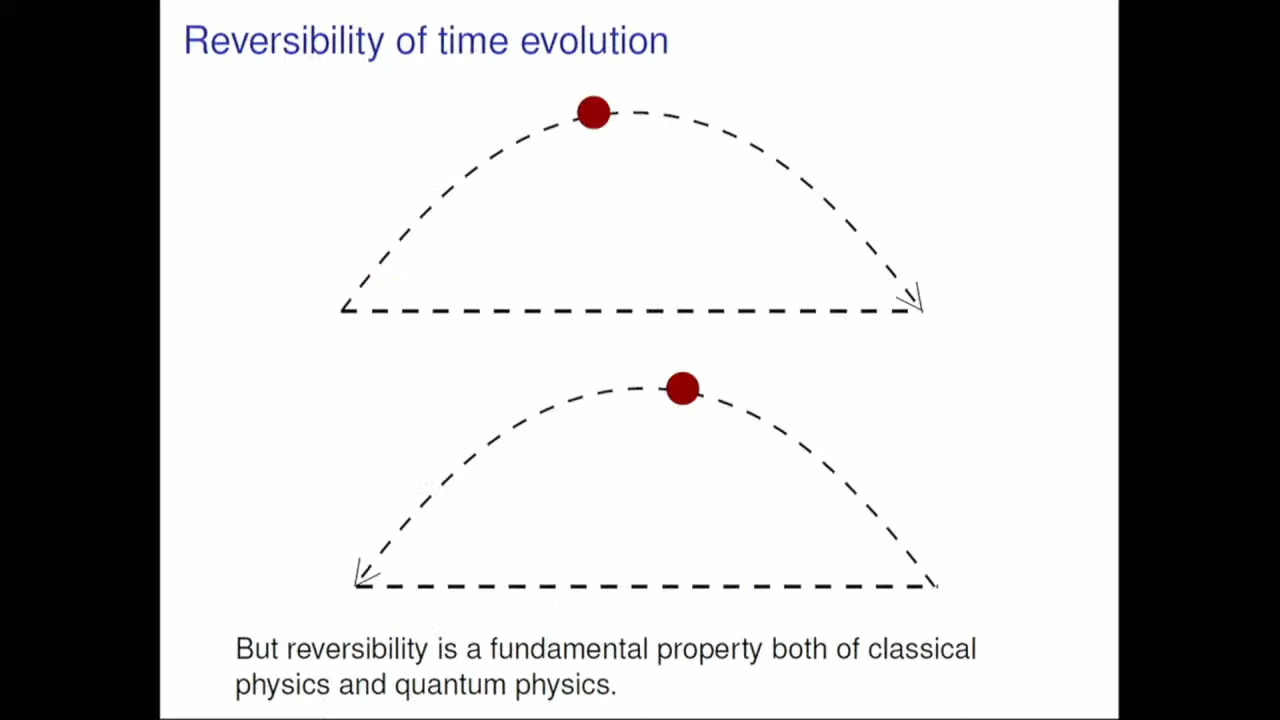 Reversibility of time evolution
But reversibility is a fundamental property both of classical
physics and quantum physics.